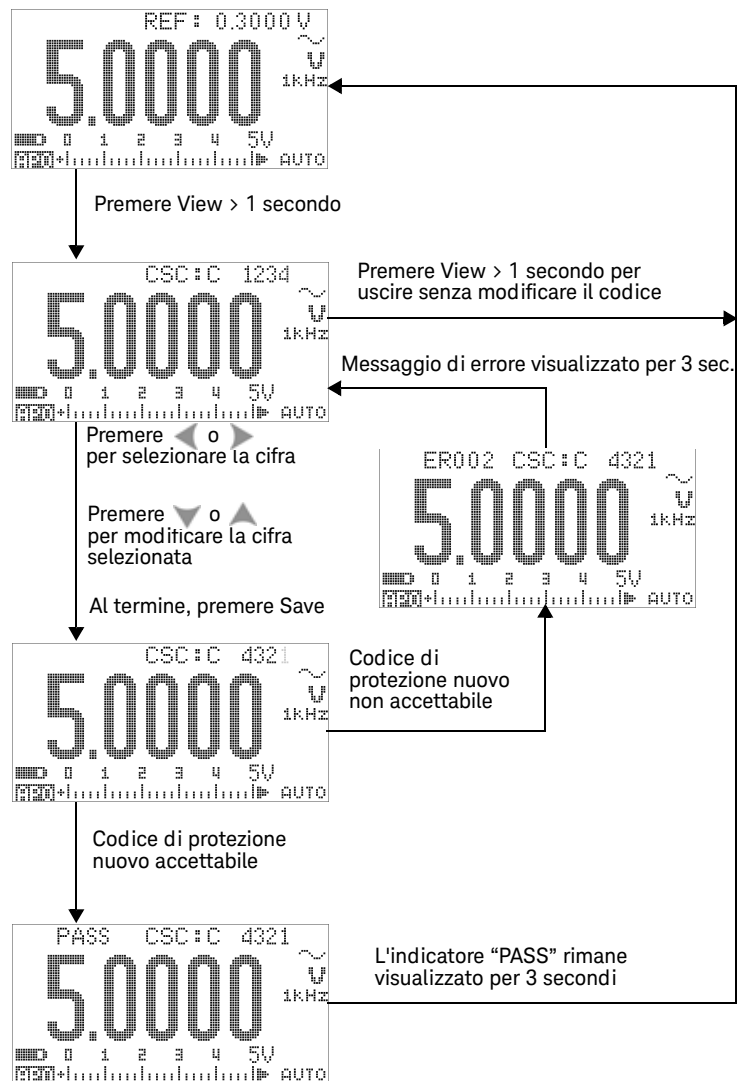 REF: 0.3000 V
5.0000
V
1kHz
0 1 2 3 4 5V
APO AUTO
Premere View > 1 secondo
CSC:C 1234
5.0000
V
1kHz
0 1 2 3 4 5V
APO AUTO
Premere View > 1 secondo per
uscire senza modificare il codice
Messaggio di errore visualizzato per 3 sec.
Premere o
per selezionare la cifra
Premere o
per modificare la cifra
selezionata
Al termine, premere Save
ER002 CSC:C 4321
5.0000
V
1kHz
0 1 2 3 4 5V
APO AUTO
CSC:C 4321
5.0000
V
1kHz
0 1 2 3 4 5V
APO AUTO
Codice di
protezione nuovo
non accettabile
Codice di protezione
nuovo accettabile
PASS CSC:C 4321
5.0000
V
1kHz
0 1 2 3 4 5V
APO AUTO
L'indicatore “PASS” rimane
visualizzato per 3 secondi